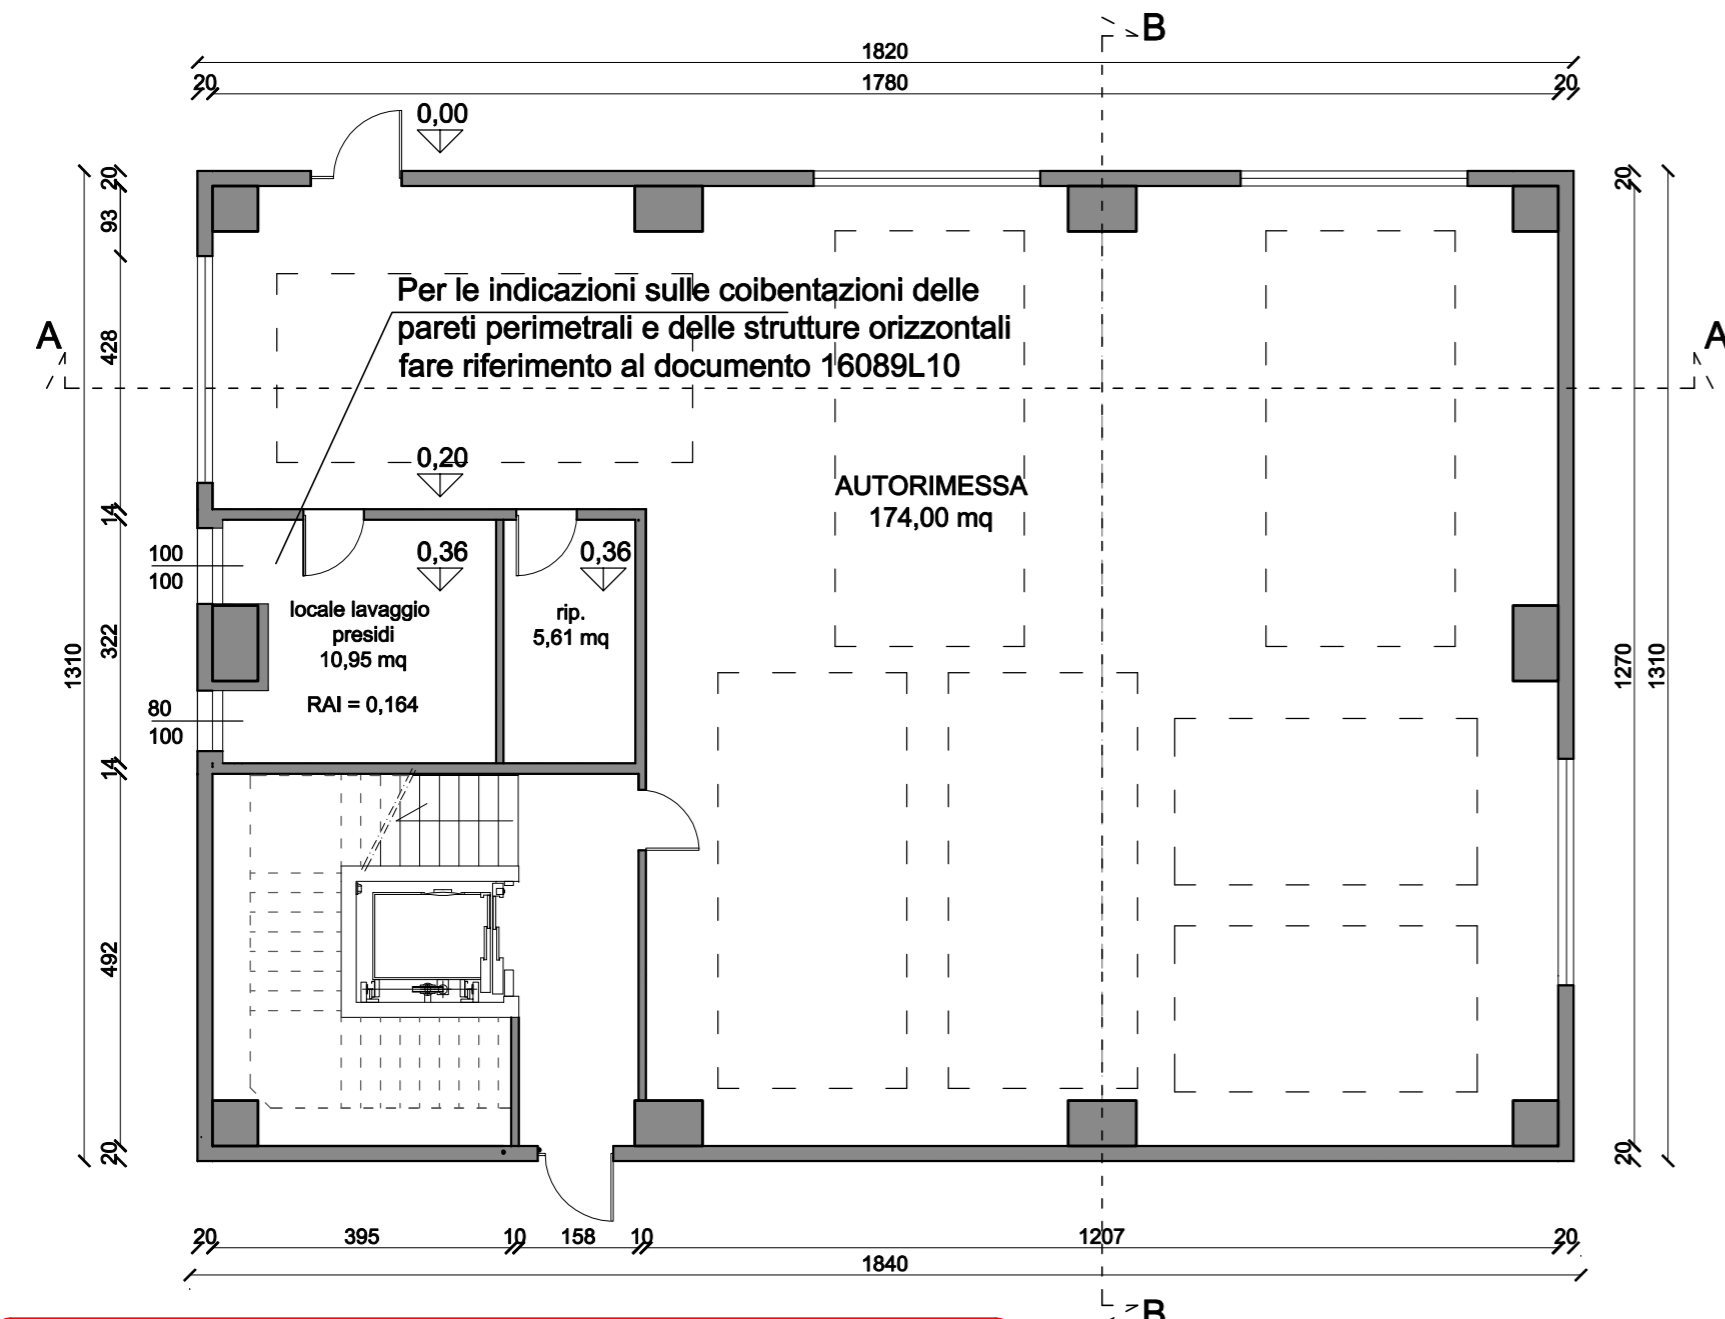 B
1820
20 1780 20
0,00
20
93
428
14
322
14
492
20
1310
20
1270
1310
20
Per le indicazioni sulle coibentazioni delle
pareti perimetrali e delle strutture orizzontali
fare riferimento al documento 16089L10
A
A
0,20
AUTORIMESSA
174,00 mq
100
100
0,36
0,36
locale lavaggio
presidi
10,95 mq
RAI = 0,164
rip.
5,61 mq
80
100
20 395 10 158 10 1207 20
1840
B